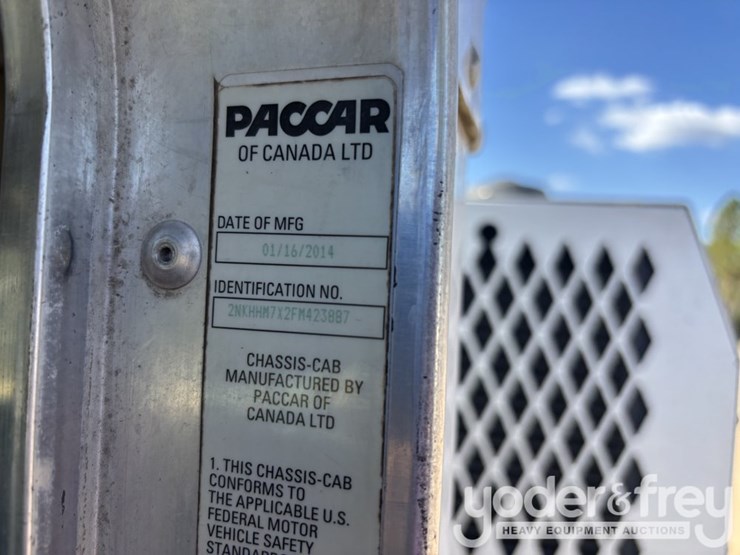 PACCAR
OF CANADA LTD
DATE OF MFG
01/16/2014
IDENTIFICATION NO.
2NKHHM7X2FM423887
CHASSIS-CAB
MANUFACTURED BY
PACCAR OF
CANADA LTD
1. THIS CHASSIS-CAB
CONFORMS TO
THE APPLICABLE U.S.
FEDERAL MOTOR
VEHICLE SAFETY
yoder&frey
HEAVY EQUIPMENT AUCTIONS